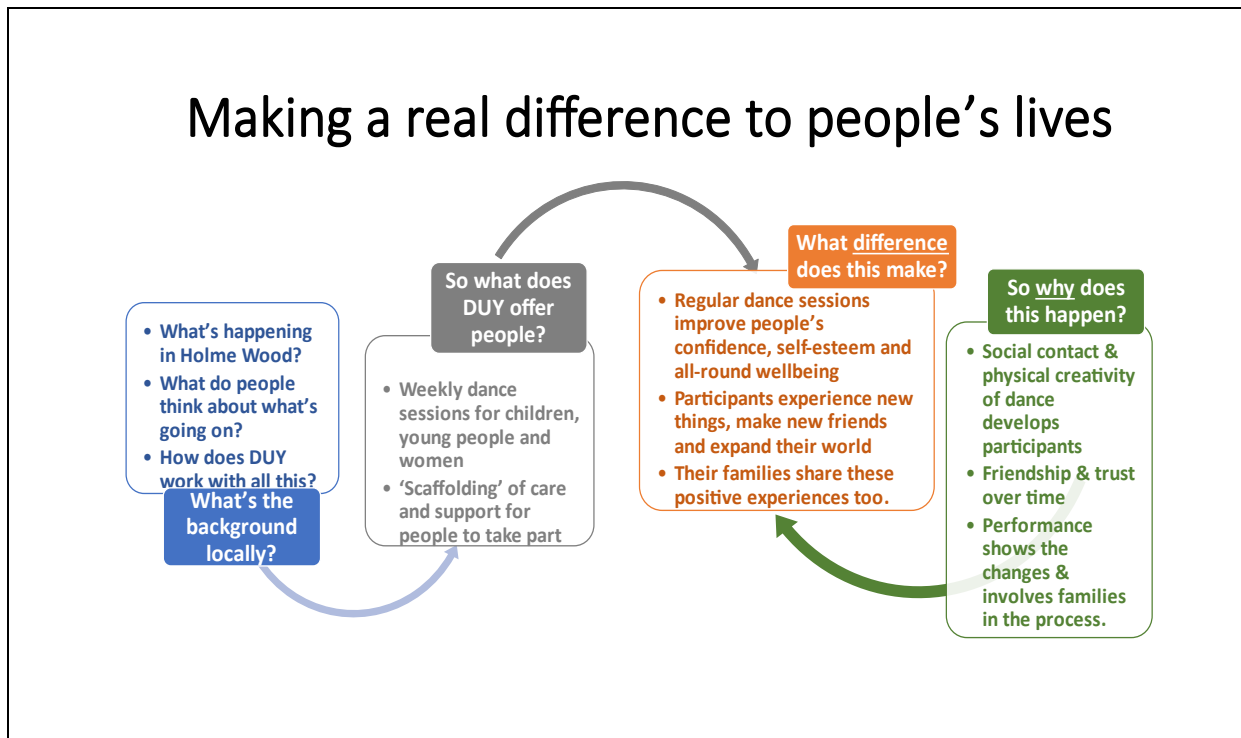 Making a real difference to people’s lives
• What’s happening
in Holme Wood?
• What do people
think about what’s
going on?
• How does DUY
work with all this?
What’s the
background
locally?
So what does
DUY offer
people?
• Weekly dance
sessions for children,
young people and
women
• ‘Scaffolding’ of care
and support for
people to take part
What difference
does this make?
• Regular dance sessions
improve people’s
confidence, self-esteem and
all-round wellbeing
• Participants experience new
things, make new friends
and expand their world
• Their families share these
positive experiences too.
So why does
this happen?
• Social contact &
physical creativity
of dance
develops
participants
• Friendship & trust
over time
• Performance
shows the
changes &
involves families
in the process.